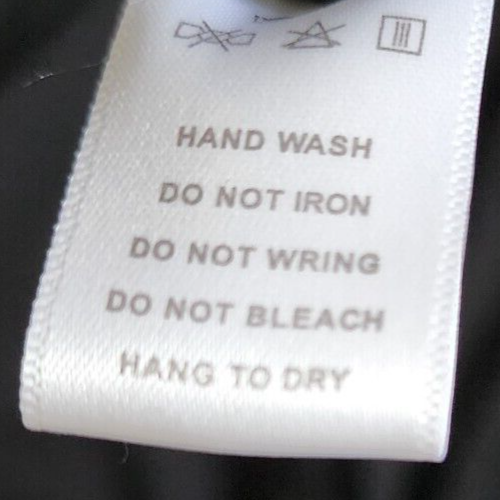 HAND WASH
DO NOT IRON
DO NOT WRING
DO NOT BLEACH
HANG TO DRY